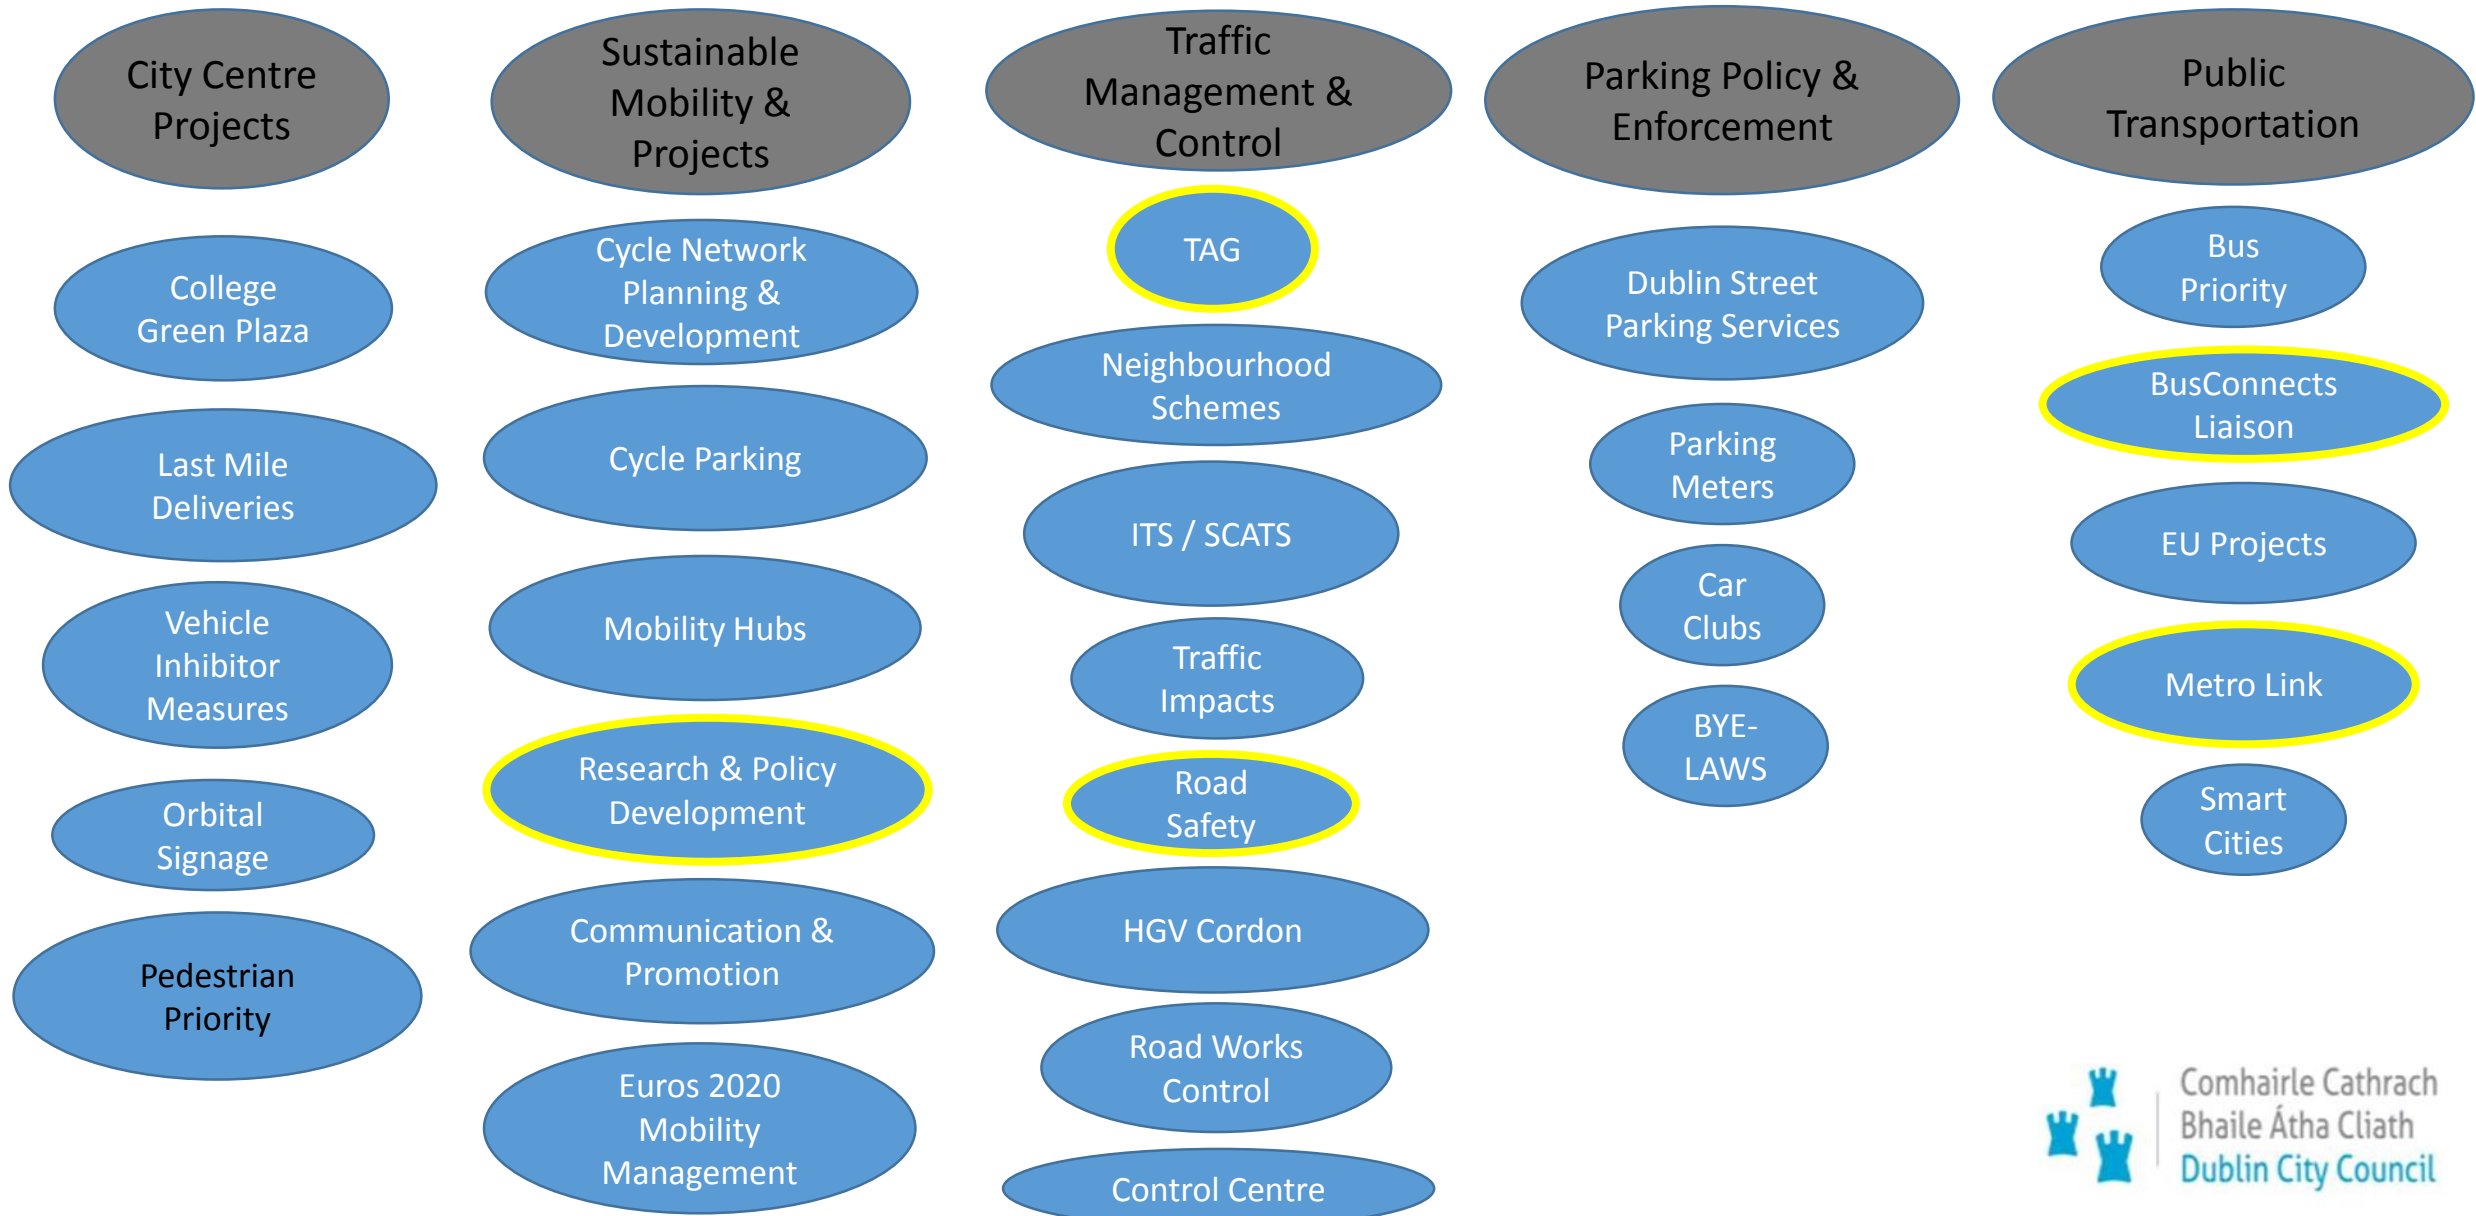 City Centre
Projects
College
Green Plaza
Last Mile
Deliveries
Vehicle
Inhibitor
Measures
Orbital
Signage
Pedestrian
Priority
Sustainable
Mobility &
Projects
Cycle Network
Planning &
Development
Cycle Parking
Mobility Hubs
Research & Policy
Development
Communication &
Promotion
Euros 2020
Mobility
Management
Traffic
Management &
Control
TAG
Neighbourhood
Schemes
ITS / SCATS
Traffic
Impacts
Road
Safety
HGV Cordon
Road Works
Control
Control Centre
Parking Policy &
Enforcement
Dublin Street
Parking Services
Parking
Meters
Car
Clubs
BYE-
LAWS
Public
Transportation
Bus
Priority
BusConnects
Liaison
EU Projects
Metro Link
Smart
Cities
Comhairle Cathrach
Bhaile Átha Cliath
Dublin City Council